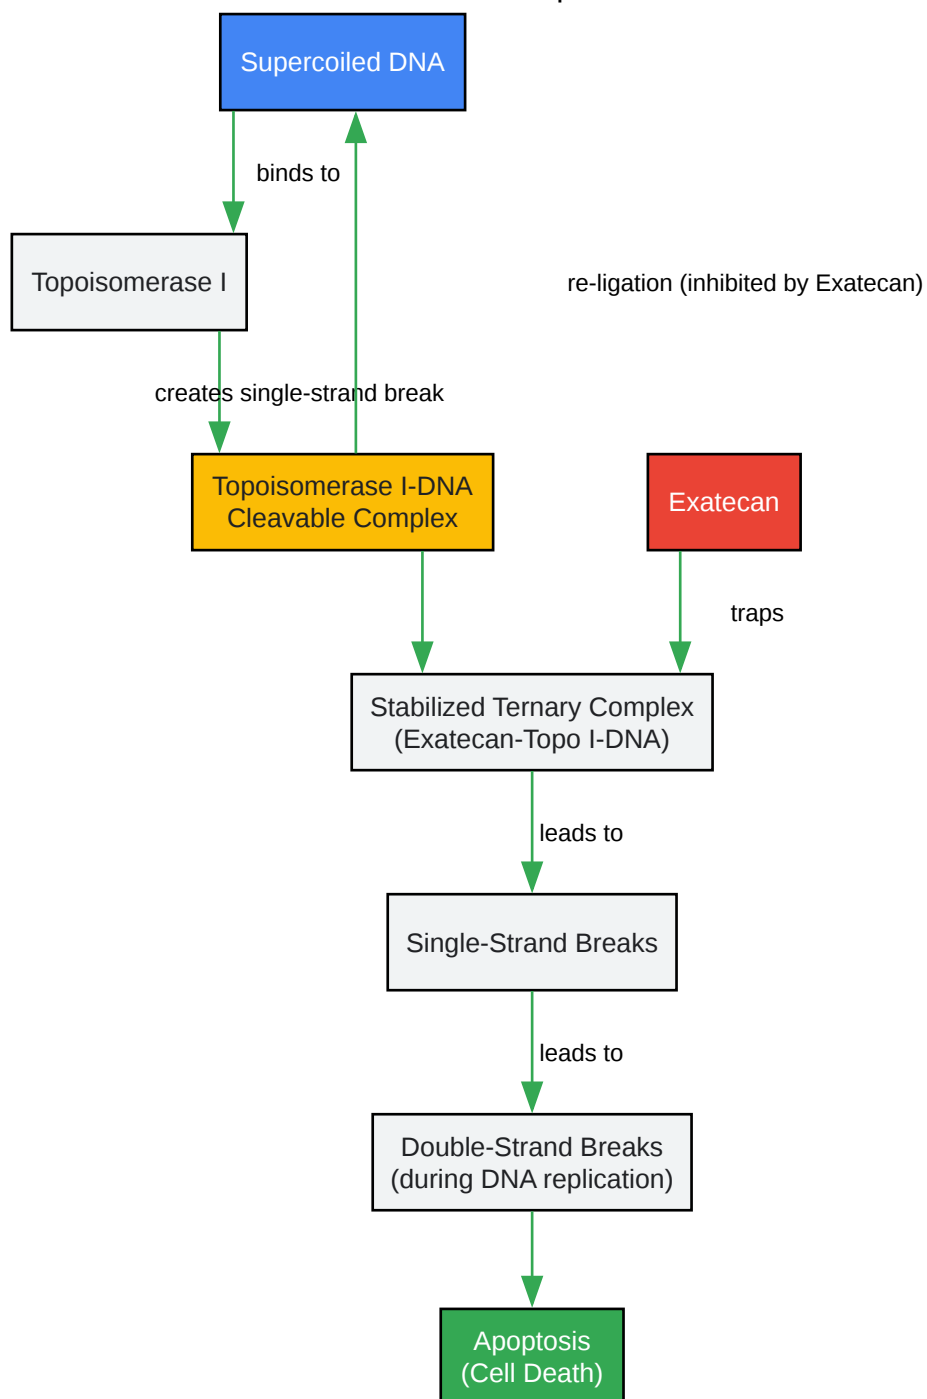 Supercoiled DNA
binds to
Topoisomerase I
re-ligation (inhibited by Exatecan)
creates single-strand break
Topoisomerase I-DNA
Cleavable Complex
Exatecan
traps
Stabilized Ternary Complex
(Exatecan-Topo I-DNA)
leads to
Single-Strand Breaks
leads to
Double-Strand Breaks
(during DNA replication)
Apoptosis
(Cell Death)